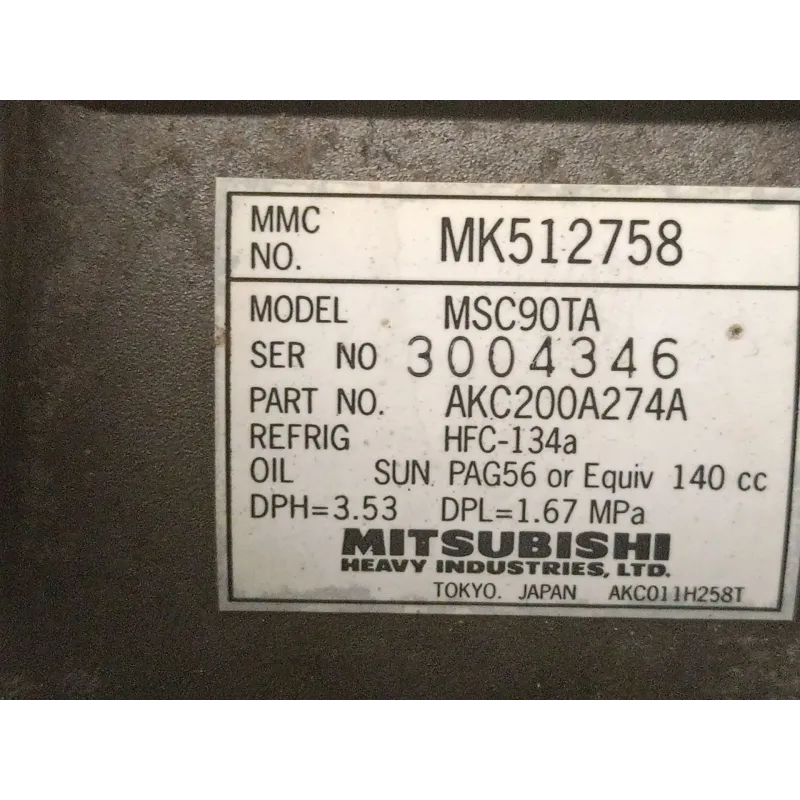 MMC NO. MK512758
MODEL MSC90TA
SER NO 3004346
PART NO. AKC200A274A
REFRIG HFC-134a
OIL SUN PAG56 or Equiv 140 cc
DPH=3.53 DPL=1.67 MPa
MITSUBISHI
HEAVY INDUSTRIES, LTD.
TOKYO. JAPAN AKC011H258T